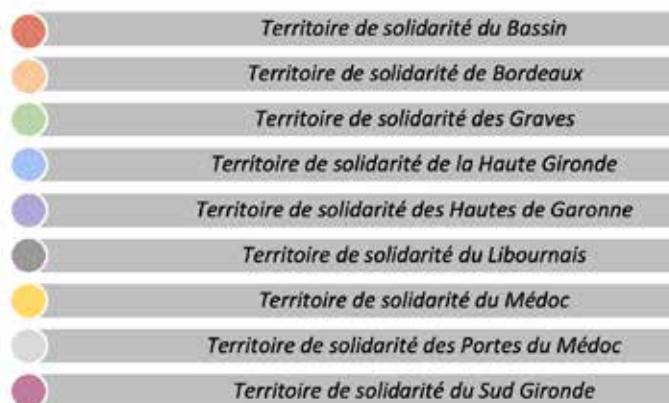 Territoire de solidarité du Bassin
Territoire de solidarité de Bordeaux
Territoire de solidarité des Graves
Territoire de solidarité de la Haute Gironde
Territoire de solidarité des Hautes de Garonne
Territoire de solidarité du Libournais
Territoire de solidarité du Médoc
Territoire de solidarité des Portes du Médoc
Territoire de solidarité du Sud Gironde